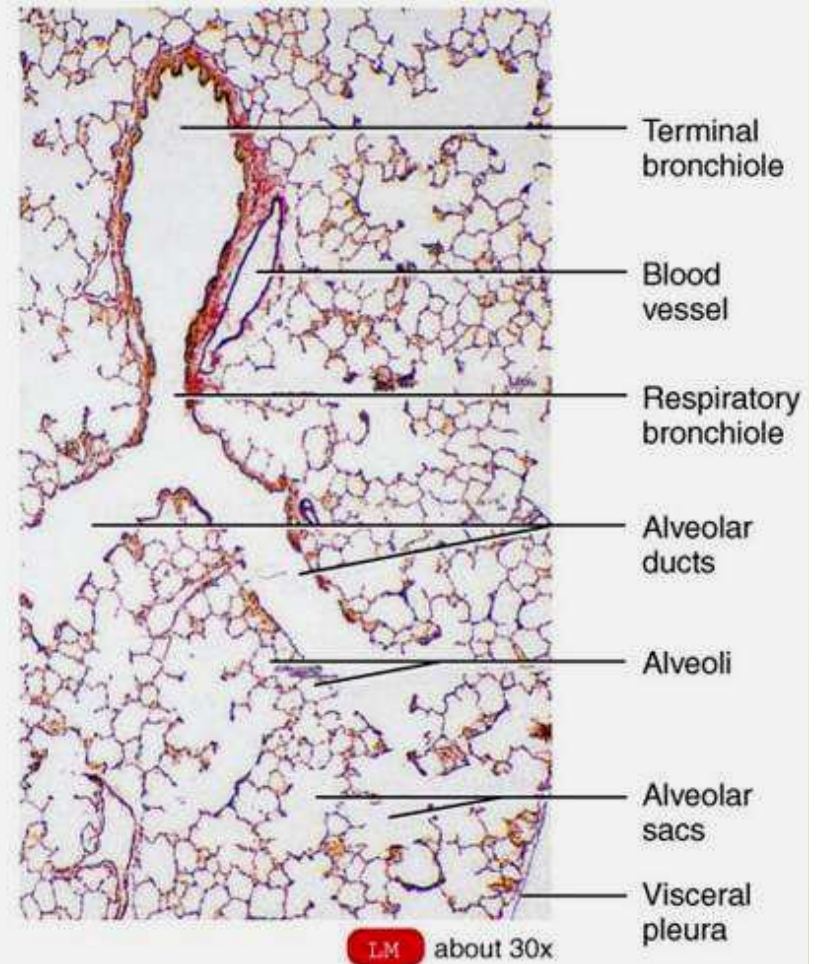 Terminal
bronchiole
Blood
vessel
Respiratory
bronchiole
Alveolar
ducts
Alveoli
Alveolar
sacs
Visceral
pleura
LM about 30x